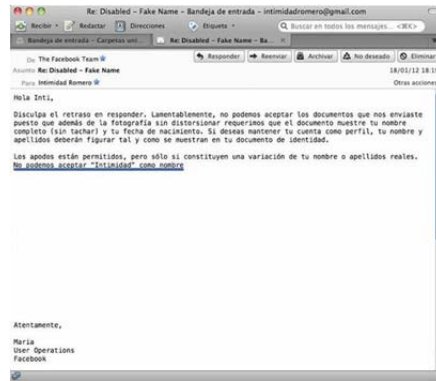 Re: Disabled – Fake Name – Bandeja de entrada – intimidadromero@gmail.com
Recibir Redactar Direcciones Etiqueta Buscar en todos los mensajes... <⌘K>
Bandeja de entrada – Carpetas uni... Re: Disabled – Fake Name – Ba...
De The Facebook Team Responder Reenviar Archivar No deseado Eliminar
Asunto Re: Disabled – Fake Name 18/01/12 18:1
Para Intimidad Romero Otras acciones
Hola Inti,
Disculpa el retraso en responder. Lamentablemente, no podemos aceptar los documentos que nos enviaste
puesto que además de la fotografía sin distorsionar requerimos que el documento muestre tu nombre
completo (sin tachar) y tu fecha de nacimiento. Si deseas mantener tu cuenta como perfil, tu nombre y
apellidos deberán figurar tal y como se muestran en tu documento de identidad.
Los apodos están permitidos, pero sólo si constituyen una variación de tu nombre o apellidos reales.
No podemos aceptar "Intimidad" como nombre
Atentamente,
Maria
User Operations
Facebook